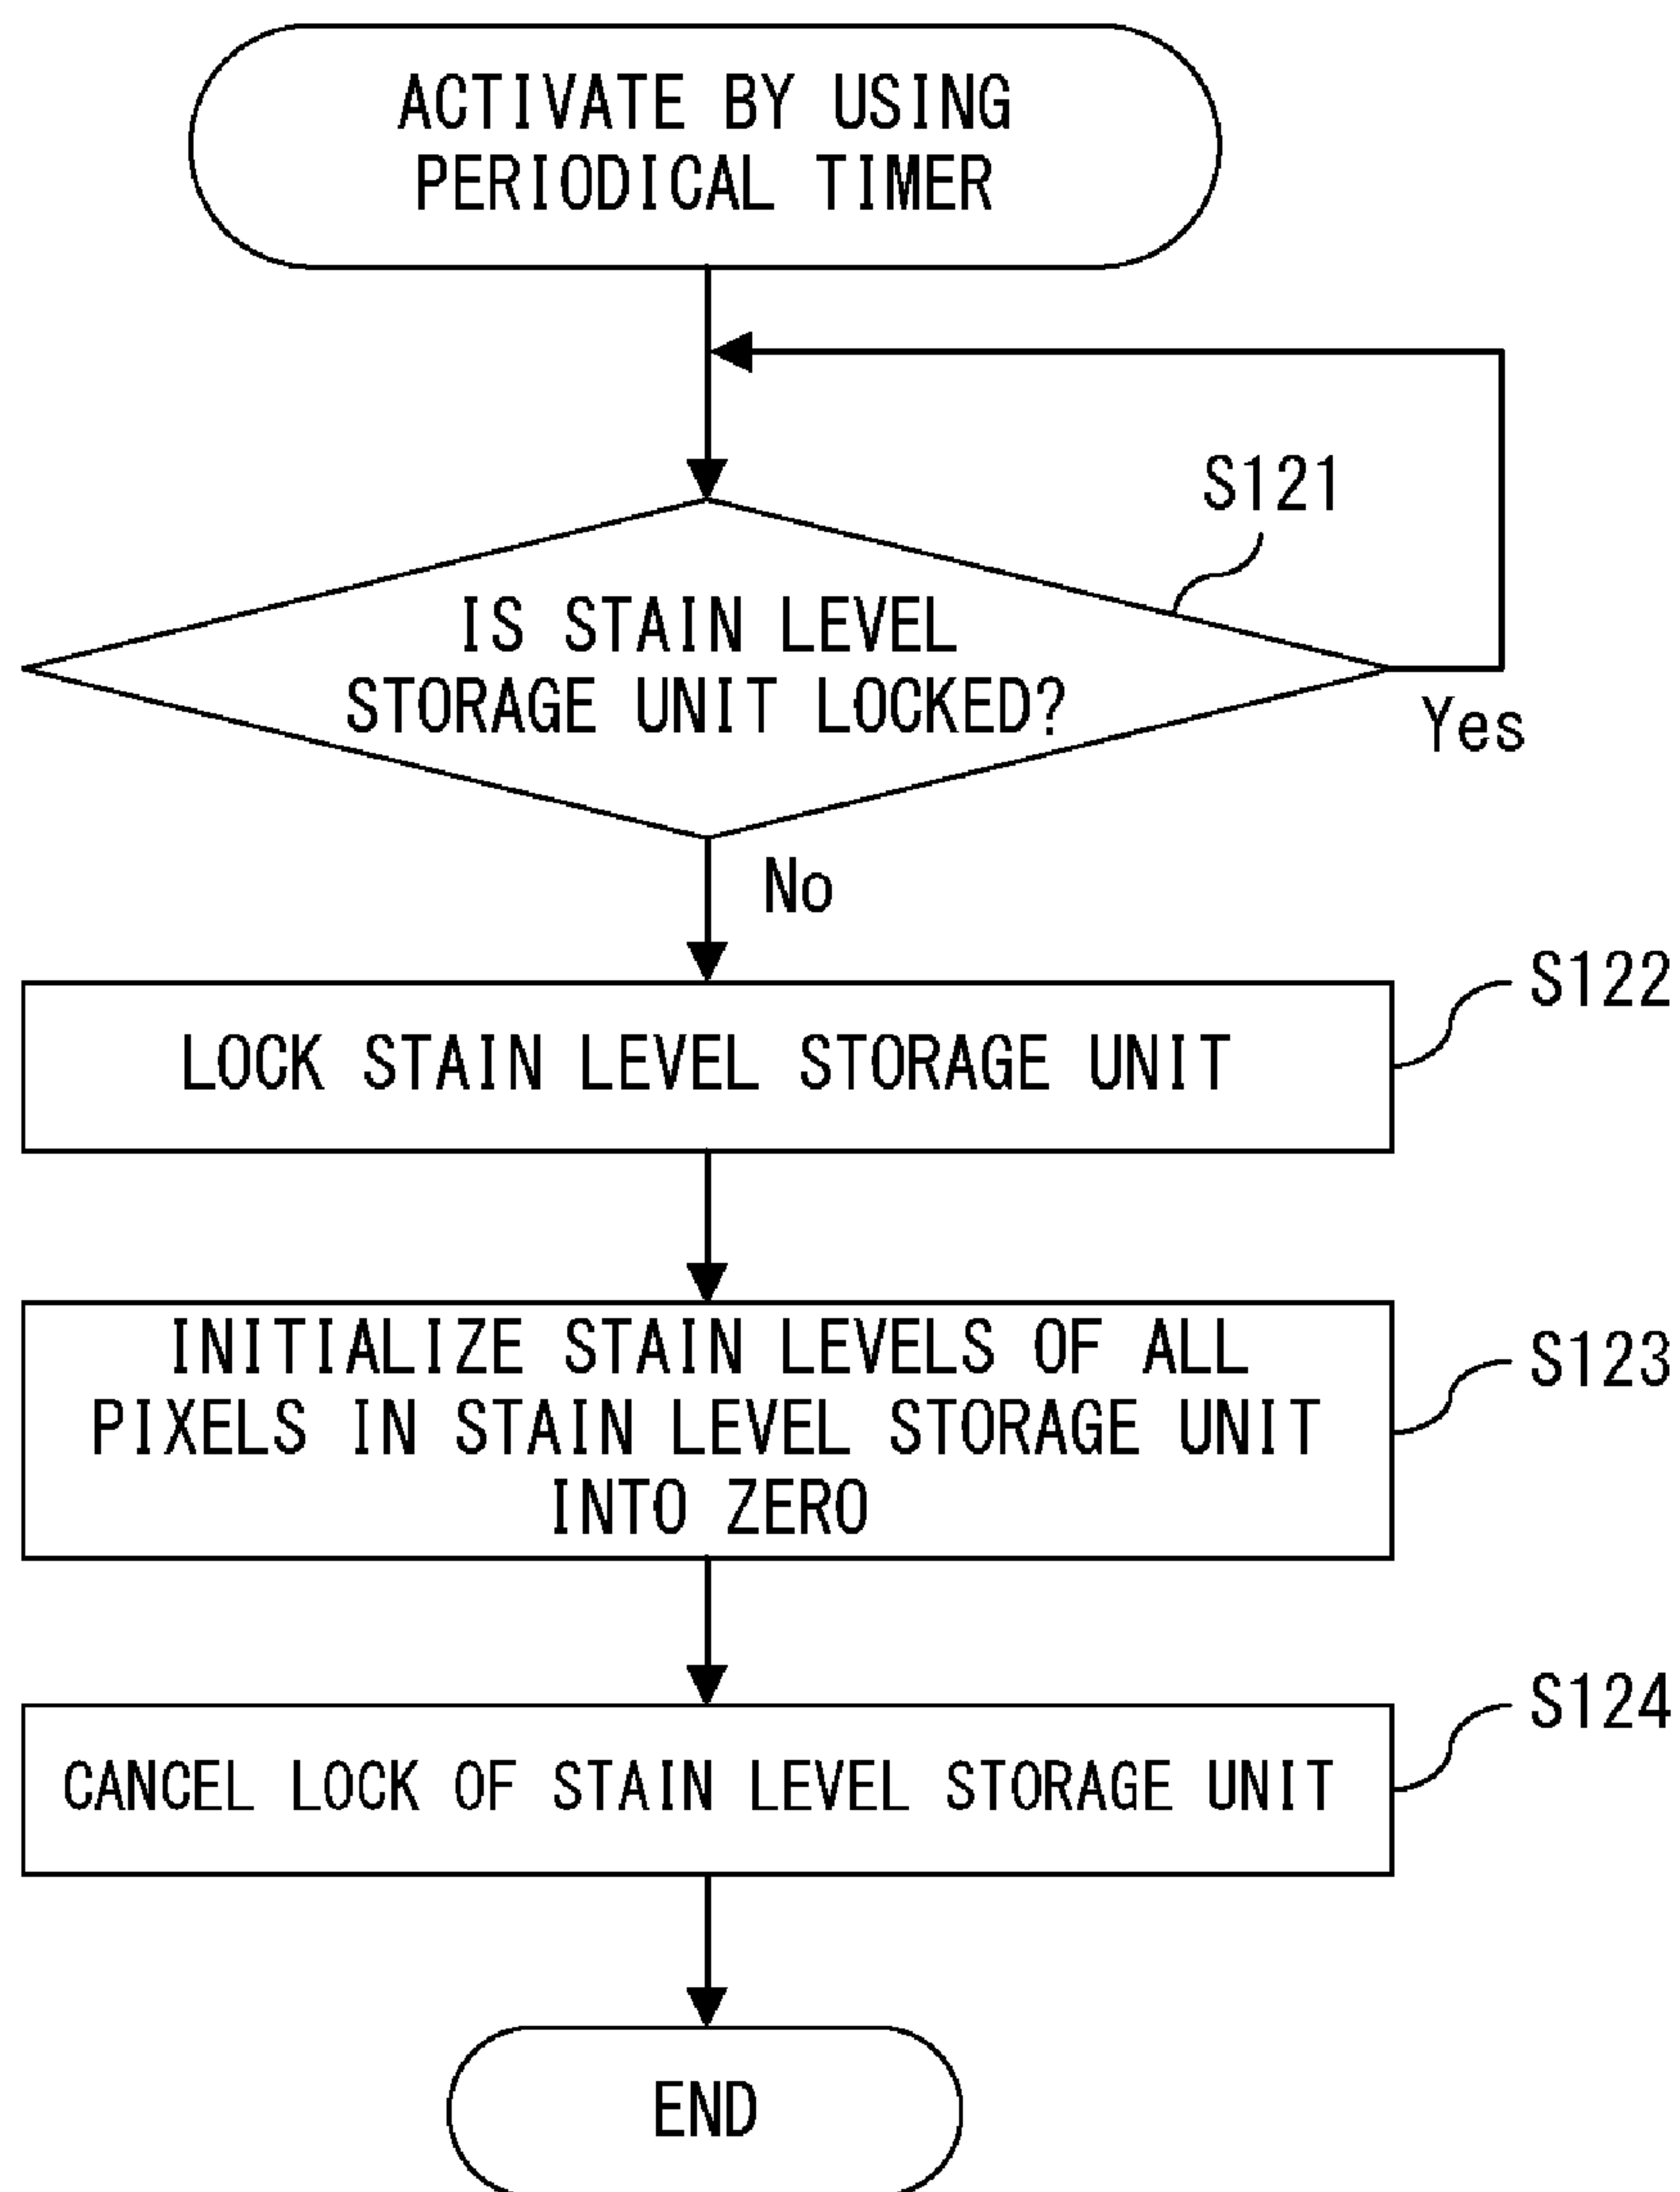 ACTIVATE BY USING
PERIODICAL TIMER
S121
IS STAIN LEVEL
STORAGE UNIT LOCKED?
Yes
No
S122
LOCK STAIN LEVEL STORAGE UNIT
INITIALIZE STAIN LEVELS OF ALL
S123
PIXELS IN STAIN LEVEL STORAGE UNIT
INTO ZERO
S124
CANCEL LOCK OF STAIN LEVEL STORAGE UNIT
END